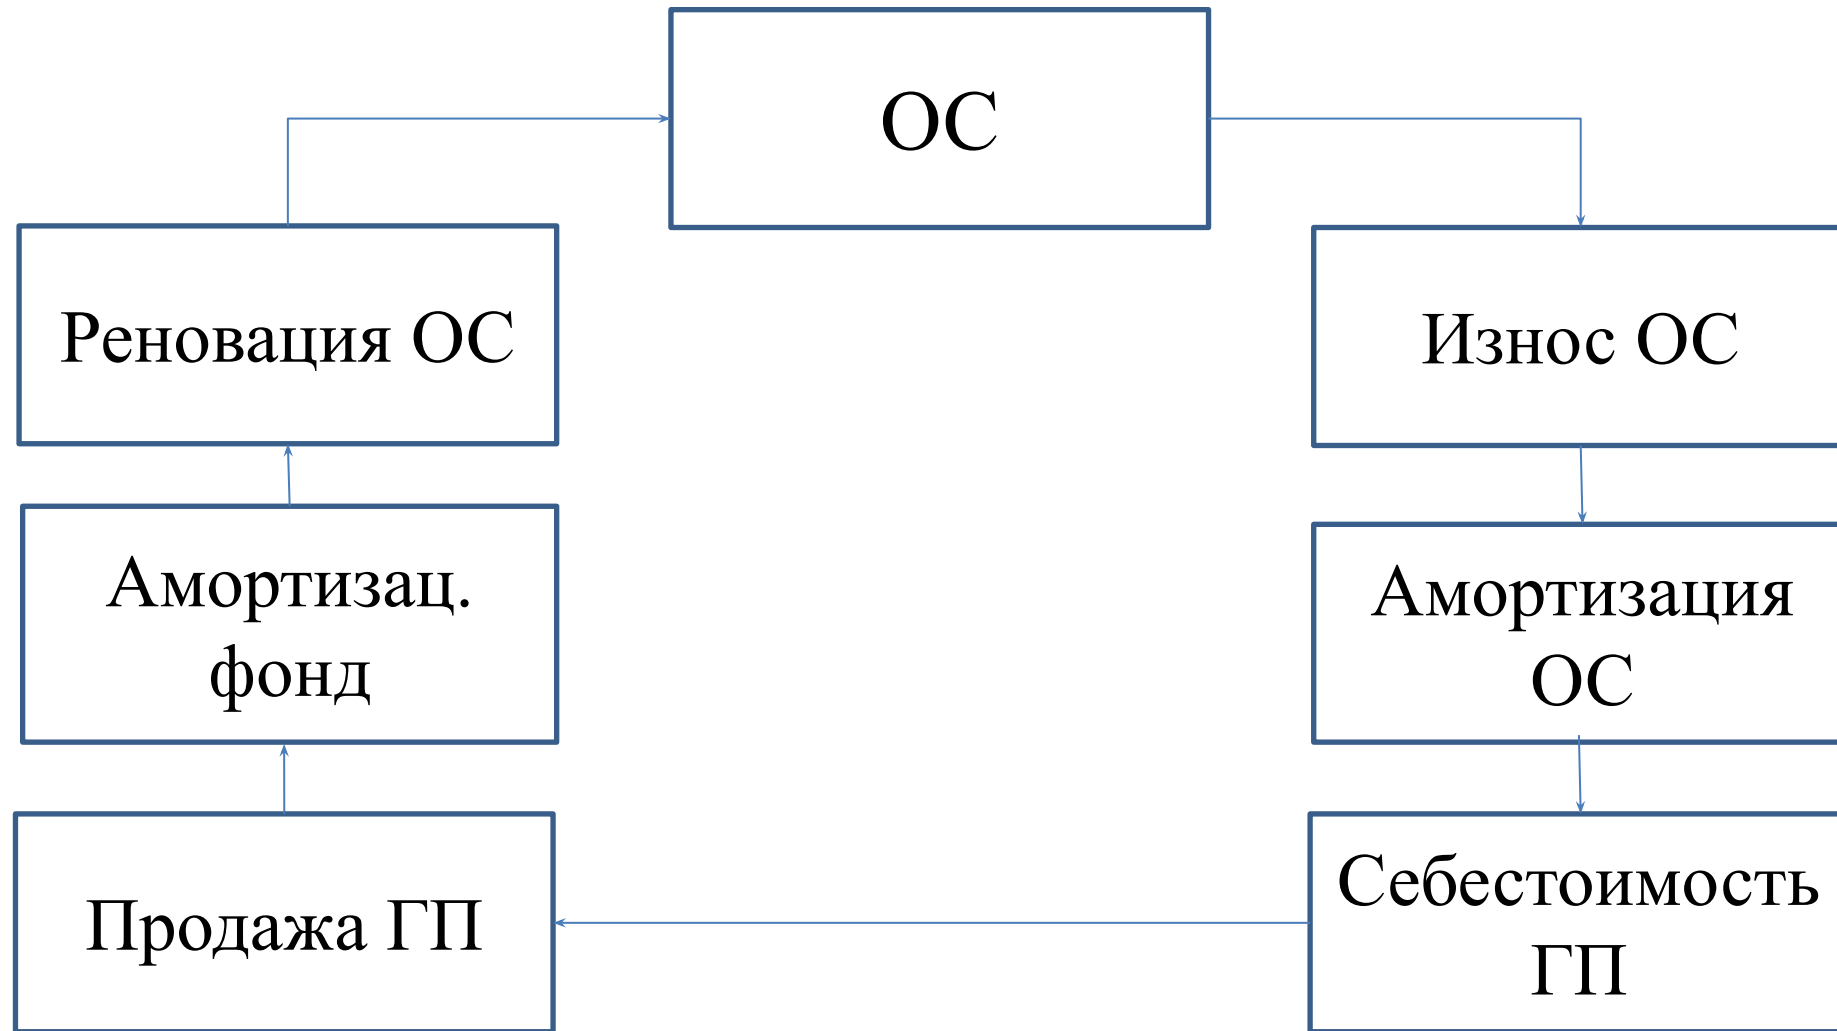 ОС
Реновация ОС
Износ ОС
Амортизац.
фонд
Амортизация
ОС
Продажа ГП
Себестоимость
ГП